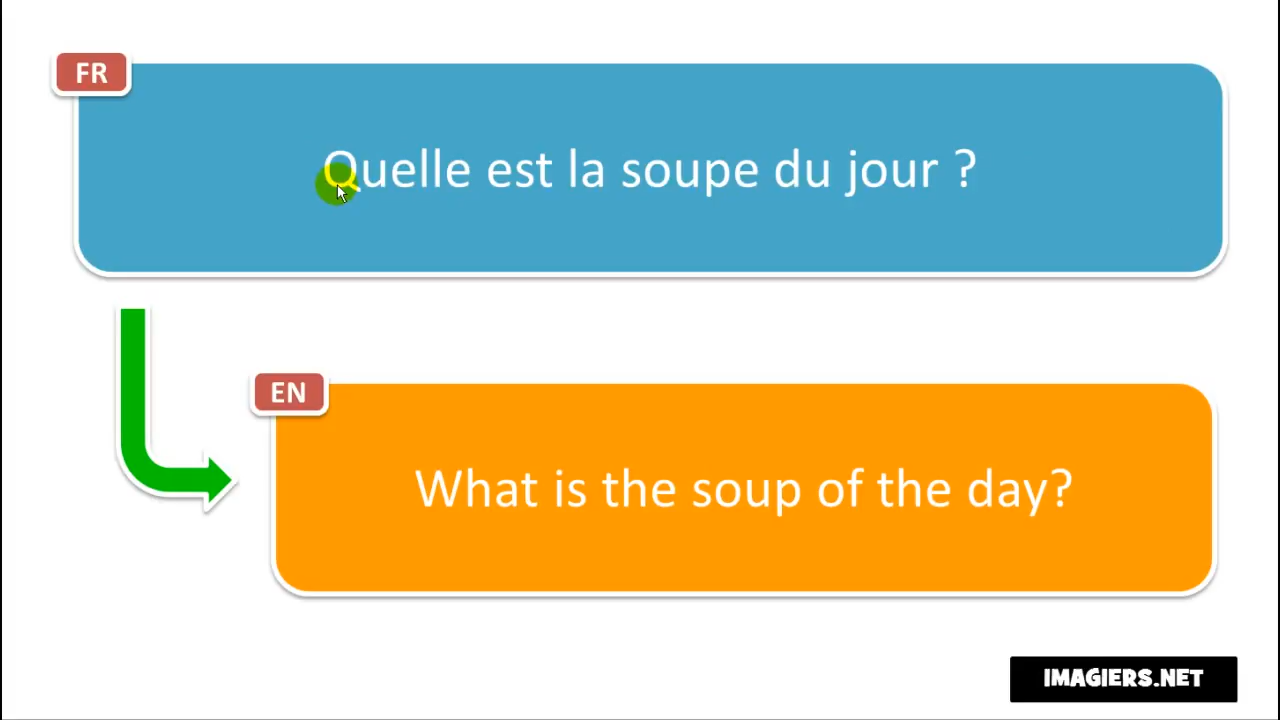 FR
Quelle est la soupe du jour ?
EN
What is the soup of the day?
IMAGIERS.NET